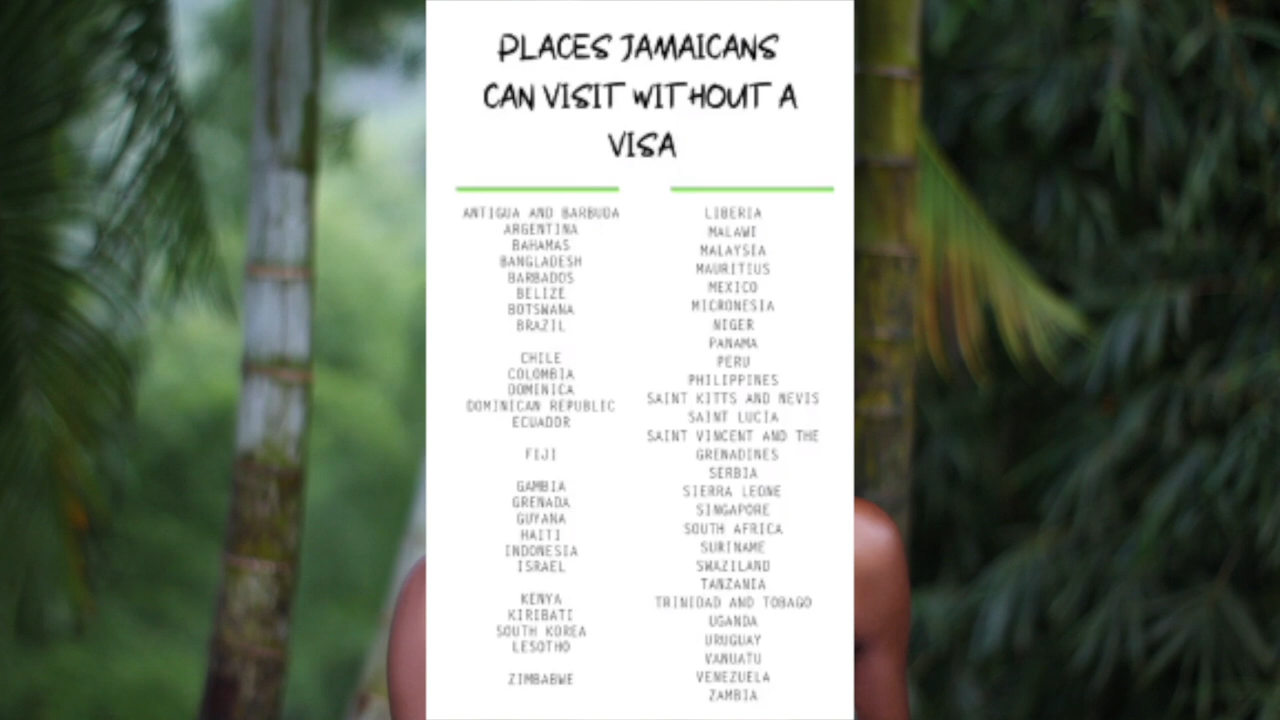 PLACES JAMAICANS
CAN VISIT WITHOUT A
VISA
ANTIGUA AND BARBUDA
ARGENTINA
BAHAMAS
BANGLADESH
BARBADOS
BELIZE
BOTSWANA
BRAZIL
CHILE
COLOMBIA
DOMINICA
DOMINICAN REPUBLIC
ECUADOR
FIJI
GAMBIA
GRENADA
GUYANA
HAITI
INDONESIA
ISRAEL
KENYA
KIRIBATI
SOUTH KOREA
LESOTHO
ZIMBABWE
LIBERIA
MALAWI
MALAYSIA
MAURITIUS
MEXICO
MICRONESIA
NIGER
PANAMA
PERU
PHILIPPINES
SAINT KITTS AND NEVIS
SAINT LUCIA
SAINT VINCENT AND THE
GRENADINES
SERBIA
SIERRA LEONE
SINGAPORE
SOUTH AFRICA
SURINAME
SWAZILAND
TANZANIA
TRINIDAD AND TOBAGO
UGANDA
URUGUAY
VANUATU
VENEZUELA
ZAMBIA